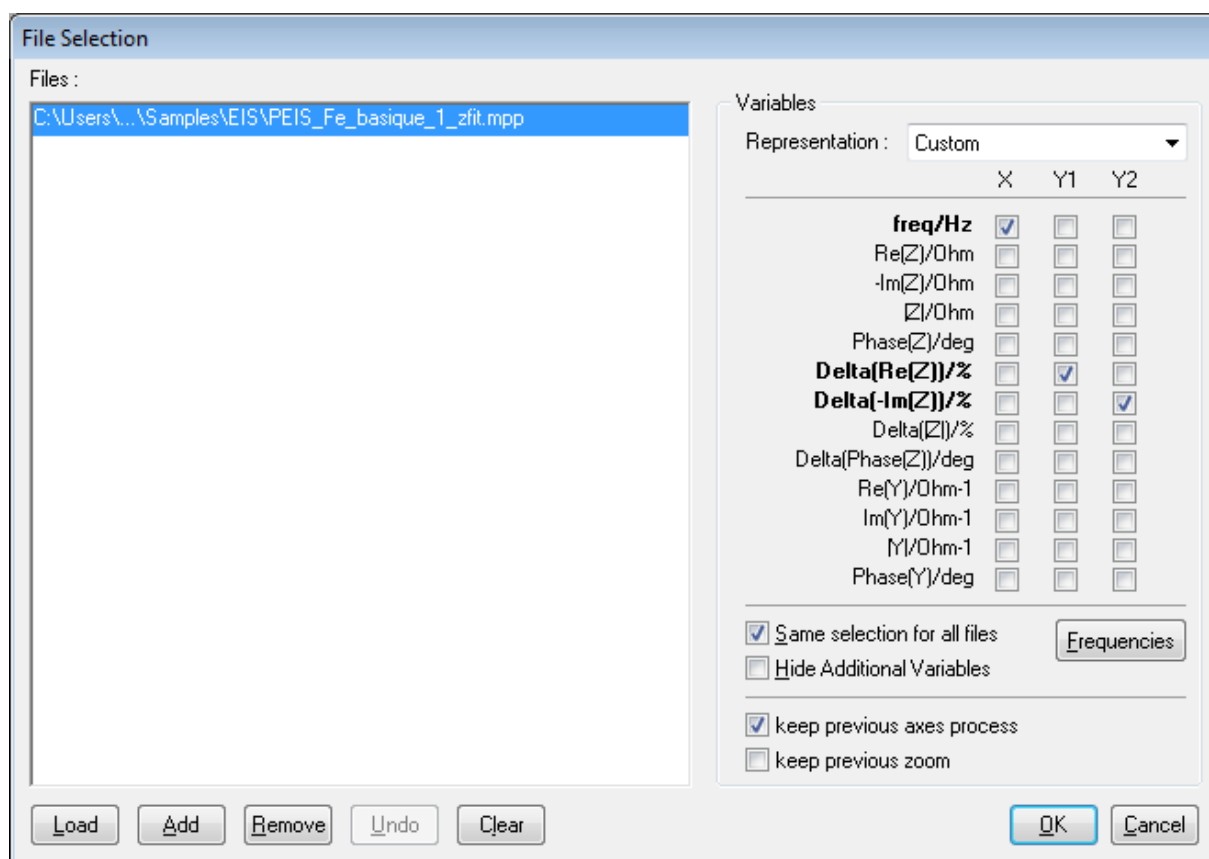 File Selection
Files :
C:\Users\...\Samples\EIS\PEIS_Fe_basique_1_zfit.mpp
Variables
Representation : Custom
X Y1 Y2
freq/Hz
Re(Z)/Ohm
-Im(Z)/Ohm
|Z|/Ohm
Phase(Z)/deg
Delta(Re(Z))/%
Delta(-Im(Z))/%
Delta(|Z|)/%
Delta(Phase(Z))/deg
Re(Y)/Ohm-1
Im(Y)/Ohm-1
|Y|/Ohm-1
Phase(Y)/deg
Same selection for all files
Frequencies
Hide Additional Variables
keep previous axes process
keep previous zoom
Load Add Remove Undo Clear OK Cancel